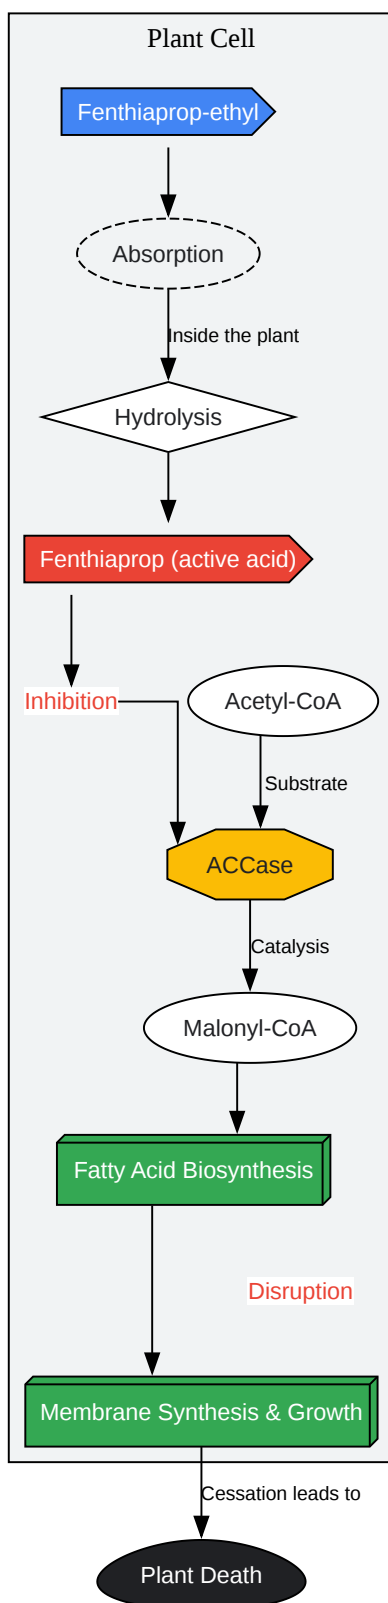 Plant Cell
Fenthiaprop-ethyl
Absorption
Inside the plant
Hydrolysis
Fenthiaprop (active acid)
Inhibition
Acetyl-CoA
Substrate
ACCase
Catalysis
Malonyl-CoA
Fatty Acid Biosynthesis
Disruption
Membrane Synthesis & Growth
Cessation leads to
Plant Death